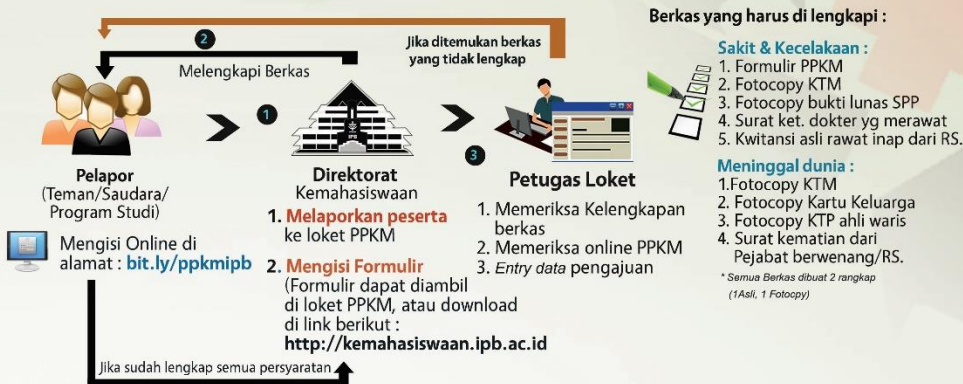 2
Melengkapi Berkas
Jika ditemukan berkas
yang tidak lengkap
1
3
Pelapor
(Teman/Saudara/
Program Studi)
Mengisi Online di
alamat : bit.ly/ppkmipb
Jika sudah lengkap semua persyaratan
Direktorat
Kemahasiswaan
1. Melaporkan peserta
ke loket PPKM
2. Mengisi Formulir
(Formulir dapat diambil
di loket PPKM, atau download
di link berikut :
http://kemahasiswaan.ipb.ac.id
Petugas Loket
1. Memeriksa Kelengkapan
berkas
2. Memeriksa online PPKM
3. Entry data pengajuan
Berkas yang harus di lengkapi :
Sakit & Kecelakaan :
1. Formulir PPKM
2. Fotocopy KTM
3. Fotocopy bukti lunas SPP
4. Surat ket. dokter yg merawat
5. Kwitansi asli rawat inap dari RS.
Meninggal dunia :
1.Fotocopy KTM
2. Fotocopy Kartu Keluarga
3. Fotocopy KTP ahli waris
4. Surat kematian dari
Pejabat berwenang/RS.
* Semua Berkas dibuat 2 rangkap
(1Asli, 1 Fotocpy)